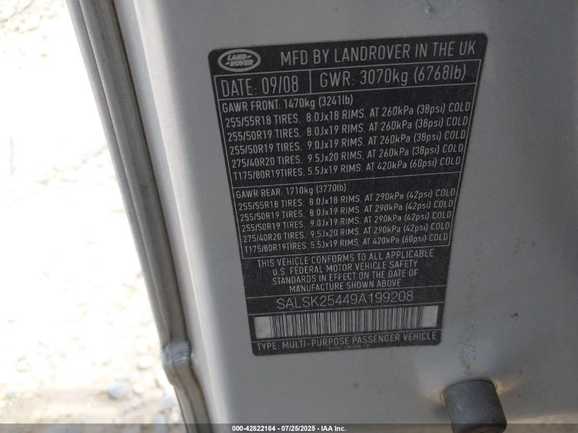 LAND ROVER
MFD BY LANDROVER IN THE UK
DATE: 09/08 GWR: 3070kg (6768lb)
GAWR FRONT. 1470kg (3241lb)
255/55R18 TIRES. 8.0Jx18 RIMS. AT 260kPa (38psi) COLD
255/50R19 TIRES. 8.0Jx19 RIMS. AT 260kPa (38psi) COLD
255/50R19 TIRES. 9.0Jx19 RIMS. AT 260kPa (38psi) COLD
275/40R20 TIRES. 9.5Jx20 RIMS. AT 260kPa (38psi) COLD
T175/80R19TIRES. 5.5Jx19 RIMS. AT 420kPa (60psi) COLD
GAWR REAR. 1710kg (3770lb)
255/55R18 TIRES. 8.0Jx18 RIMS. AT 290kPa (42psi) COLD
255/50R19 TIRES. 8.0Jx19 RIMS. AT 290kPa (42psi) COLD
255/50R19 TIRES. 9.0Jx19 RIMS. AT 290kPa (42psi) COLD
275/40R20 TIRES. 9.5Jx20 RIMS. AT 290kPa (42psi) COLD
T175/80R19TIRES. 5.5Jx19 RIMS. AT 420kPa (60psi) COLD
THIS VEHICLE CONFORMS TO ALL APPLICABLE
U.S. FEDERAL MOTOR VEHICLE SAFETY
STANDARDS IN EFFECT ON THE DATE OF
MANUFACTURE SHOWN ABOVE
SALSK25449A199208
TYPE: MULTI-PURPOSE PASSENGER VEHICLE
000-42822164 | 07/25/2025 | IAA Inc.